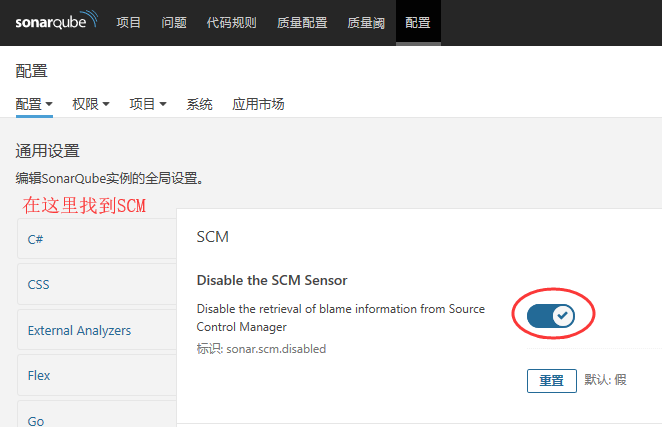 sonarqube 项目 问题 代码规则 质量配置 质量阈 配置
配置
配置 权限 项目 系统 应用市场
通用设置
编辑SonarQube实例的全局设置。
在这里找到SCM
C#
CSS
External Analyzers
Flex
Go
SCM
Disable the SCM Sensor
Disable the retrieval of blame information from Source
Control Manager
标识: sonar.scm.disabled
重置 默认: 假